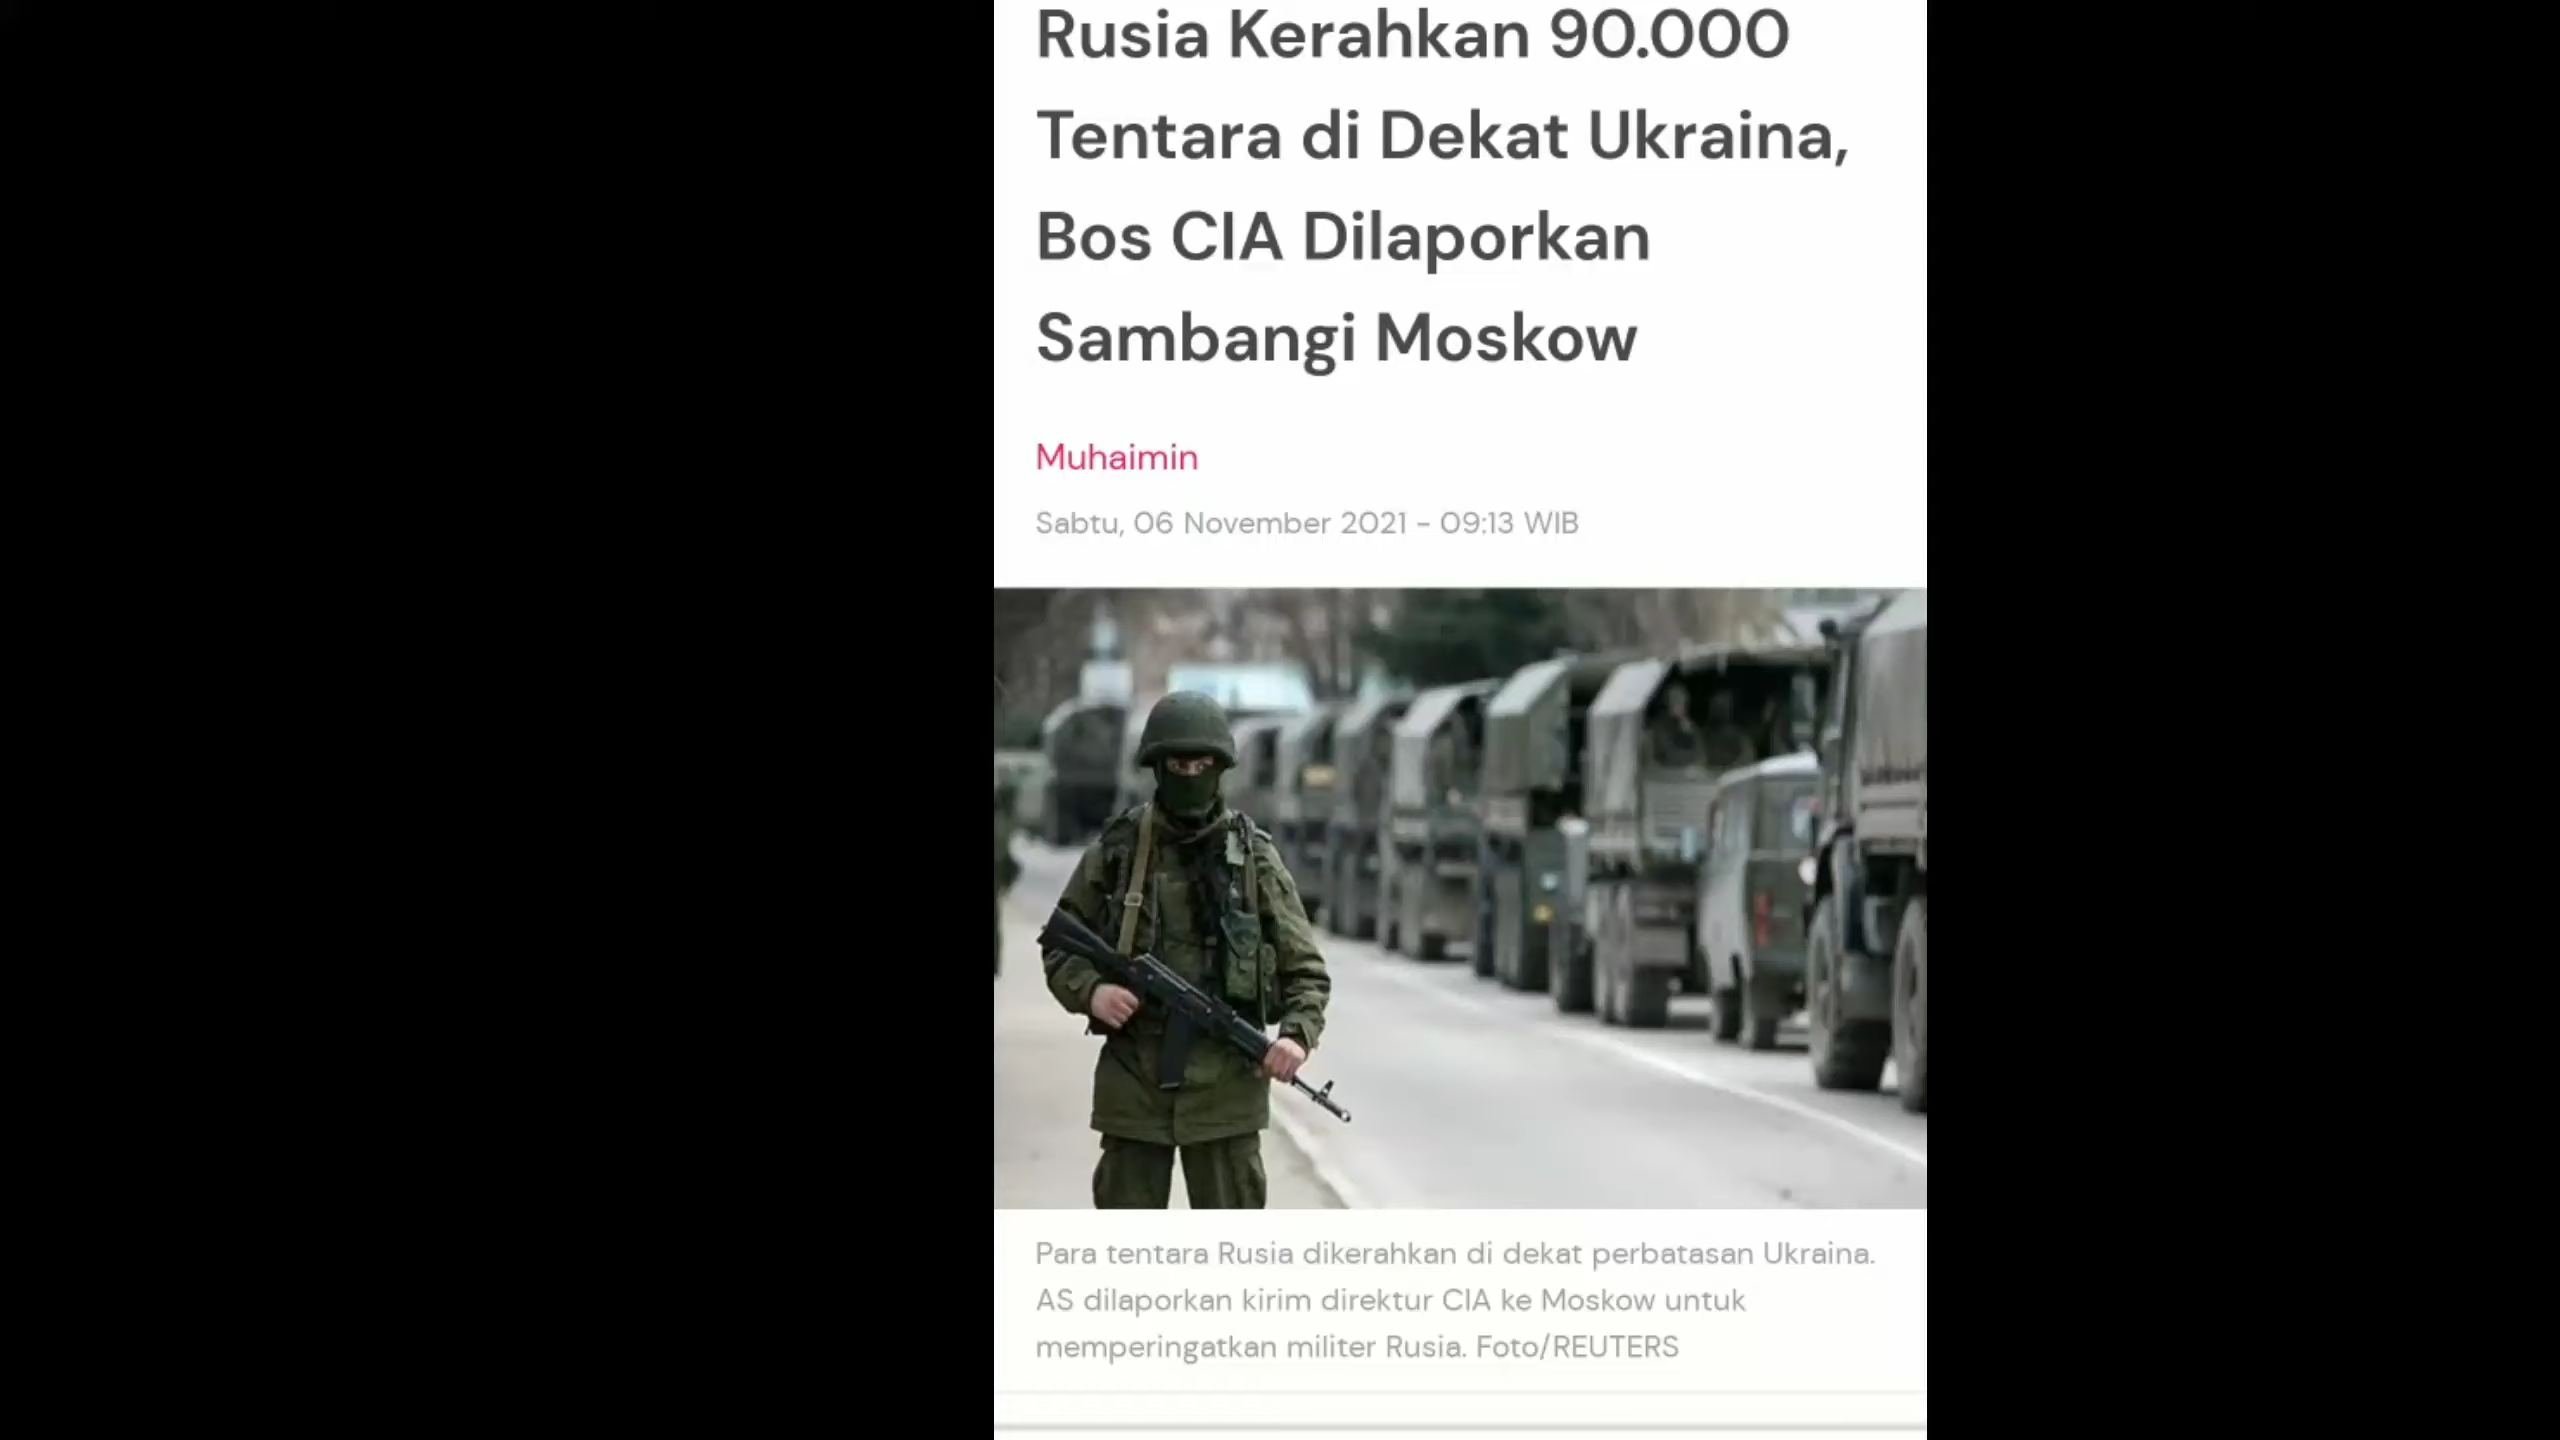 Rusia Kerahkan 90.000
Tentara di Dekat Ukraina,
Bos CIA Dilaporkan
Sambangi Moskow
Muhaimin
Sabtu, 06 November 2021 - 09:13 WIB
Para tentara Rusia dikerahkan di dekat perbatasan Ukraina.
AS dilaporkan kirim direktur CIA ke Moskow untuk
memperingatkan militer Rusia. Foto/REUTERS